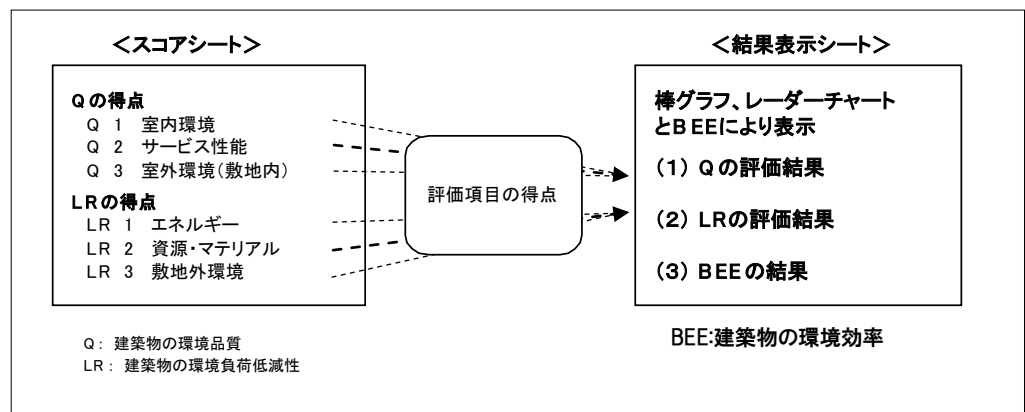 ＜スコアシート＞
Qの得点
Q 1 室内環境
Q 2 サービス性能
Q 3 室外環境（敷地内）
LRの得点
LR 1 エネルギー
LR 2 資源・マテリアル
LR 3 敷地外環境
Q： 建築物の環境品質
LR： 建築物の環境負荷低減性
評価項目の得点
＜結果表示シート＞
棒グラフ、レーダーチャート
とBEEにより表示
（1） Qの評価結果
（2） LRの評価結果
（3） BEEの結果
BEE:建築物の環境効率